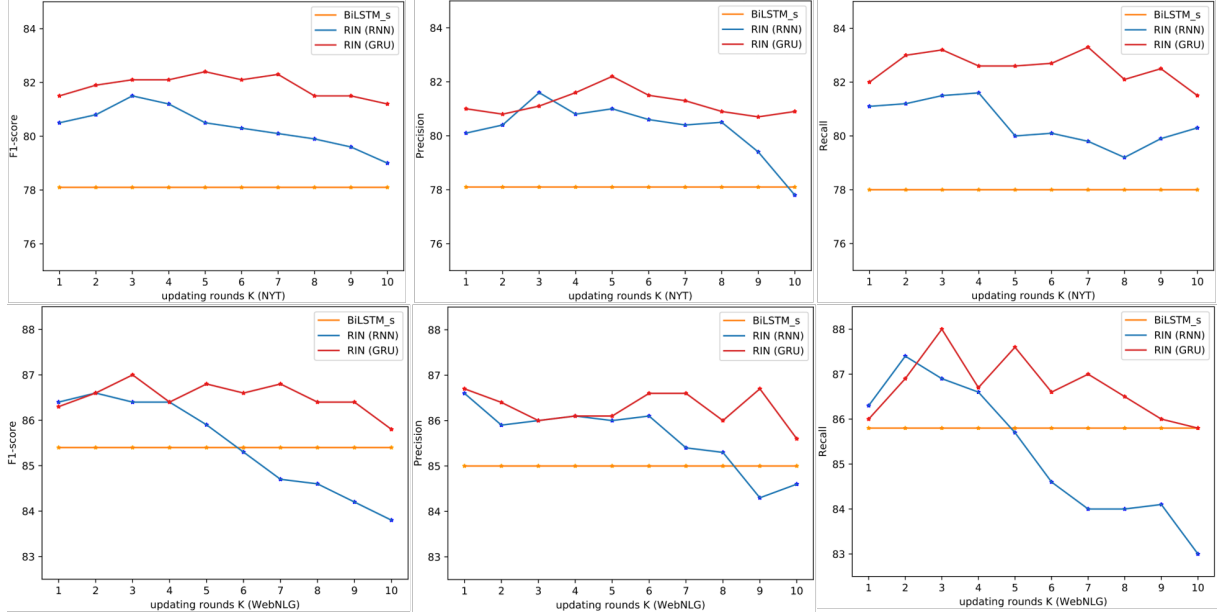 84
82
80
78
76
F1-score
BiLSTM_s
RIN (RNN)
RIN (GRU)
1 2 3 4 5 6 7 8 9 10
updating rounds K (NYT)
84
82
80
78
76
Precision
BiLSTM_s
RIN (RNN)
RIN (GRU)
1 2 3 4 5 6 7 8 9 10
updating rounds K (NYT)
84
82
80
78
76
Recall
BiLSTM_s
RIN (RNN)
RIN (GRU)
1 2 3 4 5 6 7 8 9 10
updating rounds K (NYT)
88
87
86
85
84
83
F1-score
BiLSTM_s
RIN (RNN)
RIN (GRU)
1 2 3 4 5 6 7 8 9 10
updating rounds K (WebNLG)
88
87
86
85
84
83
Precision
BiLSTM_s
RIN (RNN)
RIN (GRU)
1 2 3 4 5 6 7 8 9 10
updating rounds K (WebNLG)
88
87
86
85
84
83
Recall
BiLSTM_s
RIN (RNN)
RIN (GRU)
1 2 3 4 5 6 7 8 9 10
updating rounds K (WebNLG)